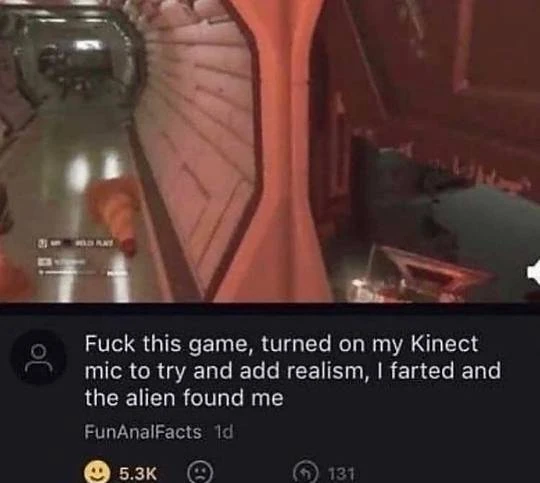 Fuck this game, turned on my Kinect
mic to try and add realism, I farted and
the alien found me
FunAnalFacts 1d
5.3K 131